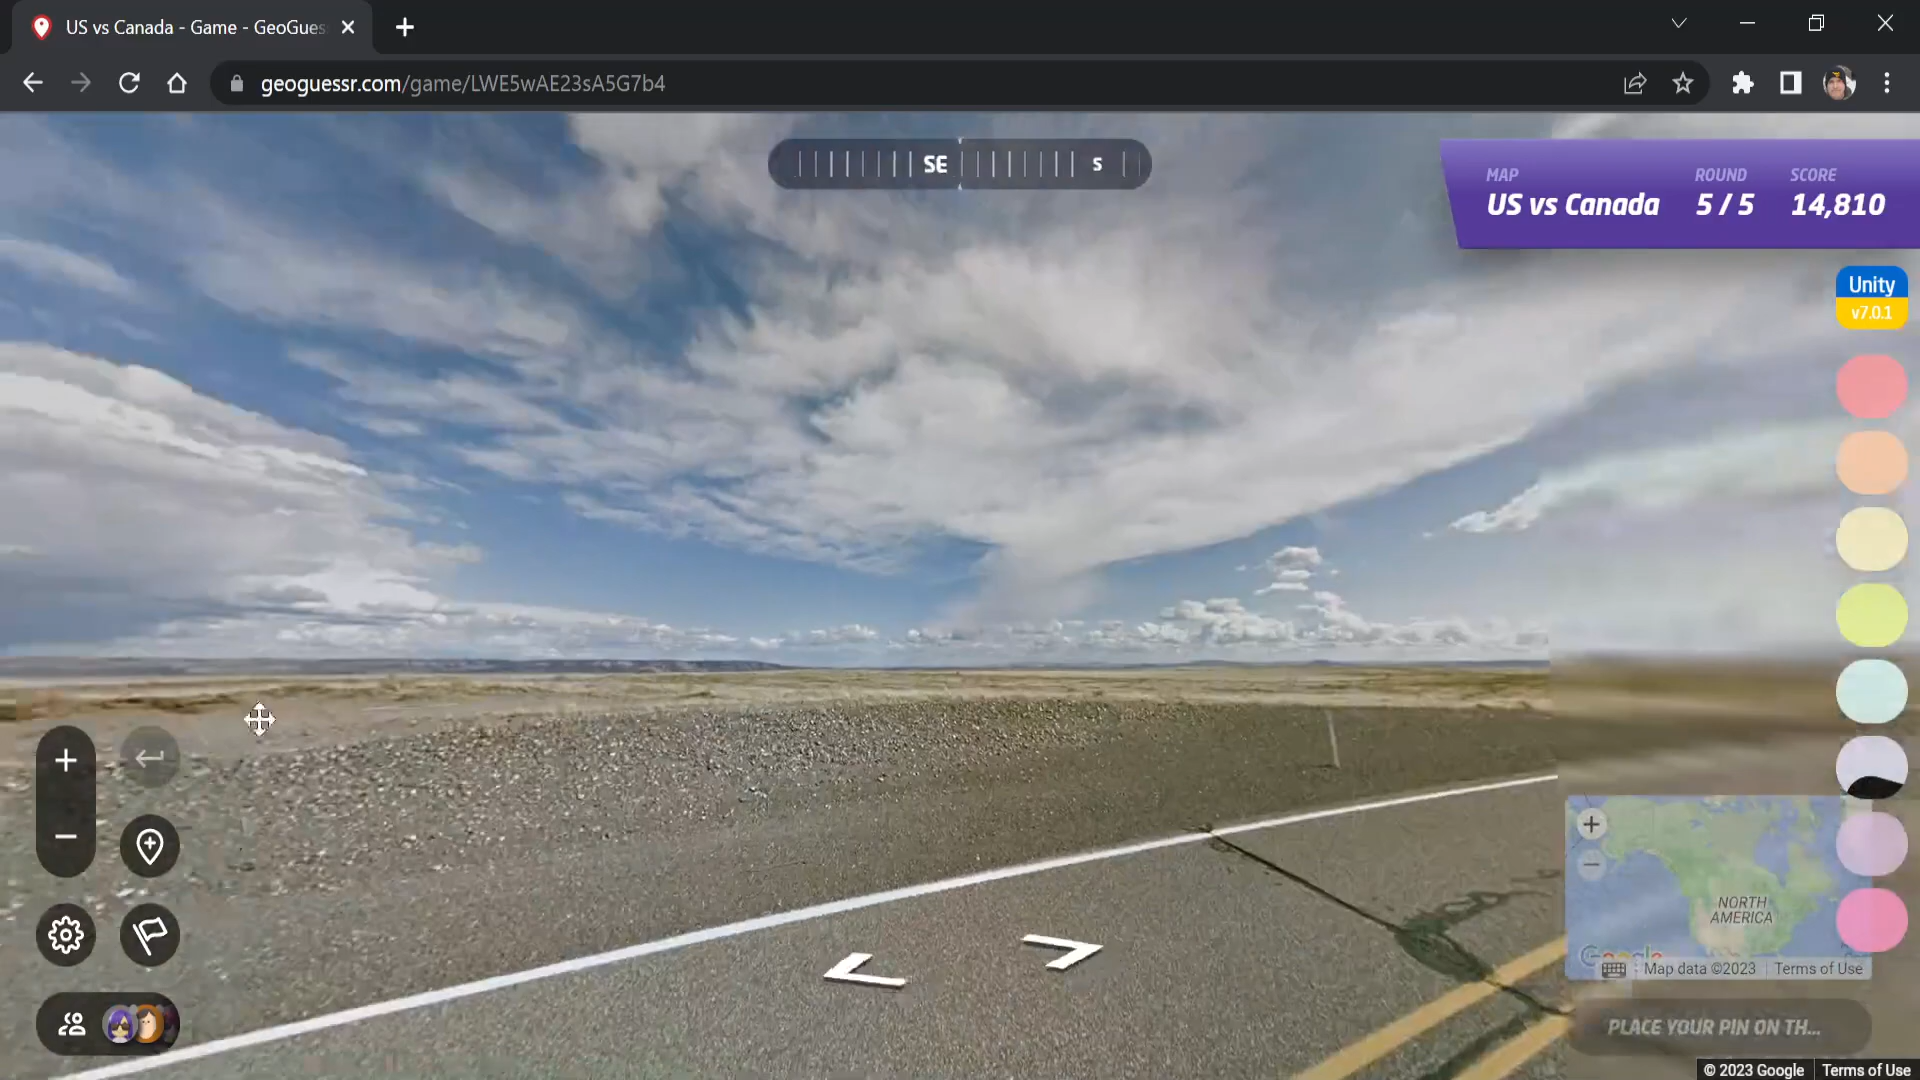 US vs Canada - Game - GeoGues
geoguessr.com/game/LWE5wAE23sA5G7b4
SE
S
MAP
US vs Canada
ROUND
5 / 5
SCORE
14,810
Unity
v7.0.1
NORTH
AMERICA
Google
Map data ©2023
Terms of Use
PLACE YOUR PIN ON TH...
© 2023 Google
Terms of Use